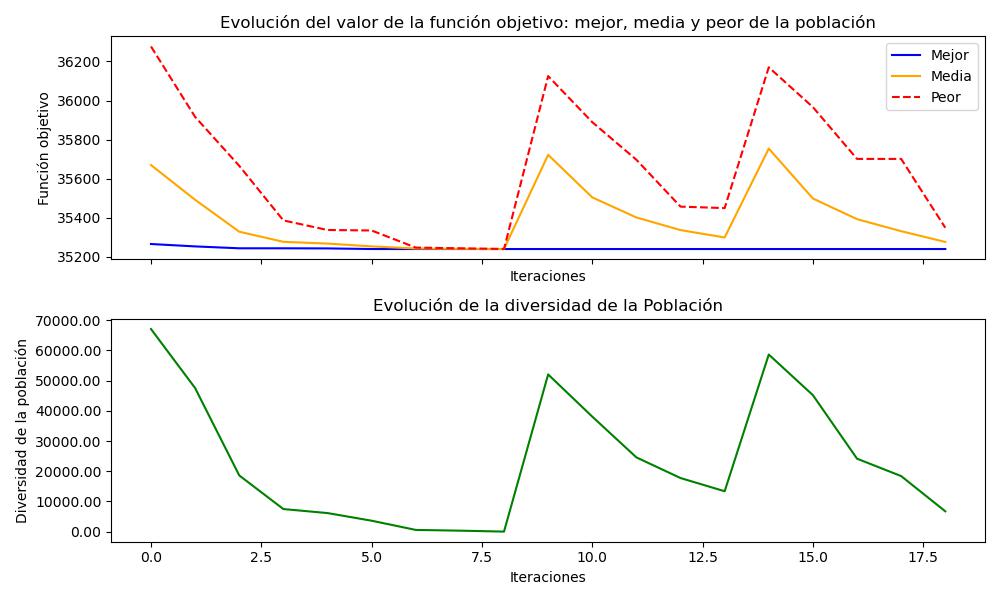 Evolución del valor de la función objetivo: mejor, media y peor de la población
Función objetivo
36200
36000
35800
35600
35400
35200
Mejor
Media
Peor
Iteraciones
Evolución de la diversidad de la Población
Diversidad de la población
70000.00
60000.00
50000.00
40000.00
30000.00
20000.00
10000.00
0.00
0.0 2.5 5.0 7.5 10.0 12.5 15.0 17.5
Iteraciones